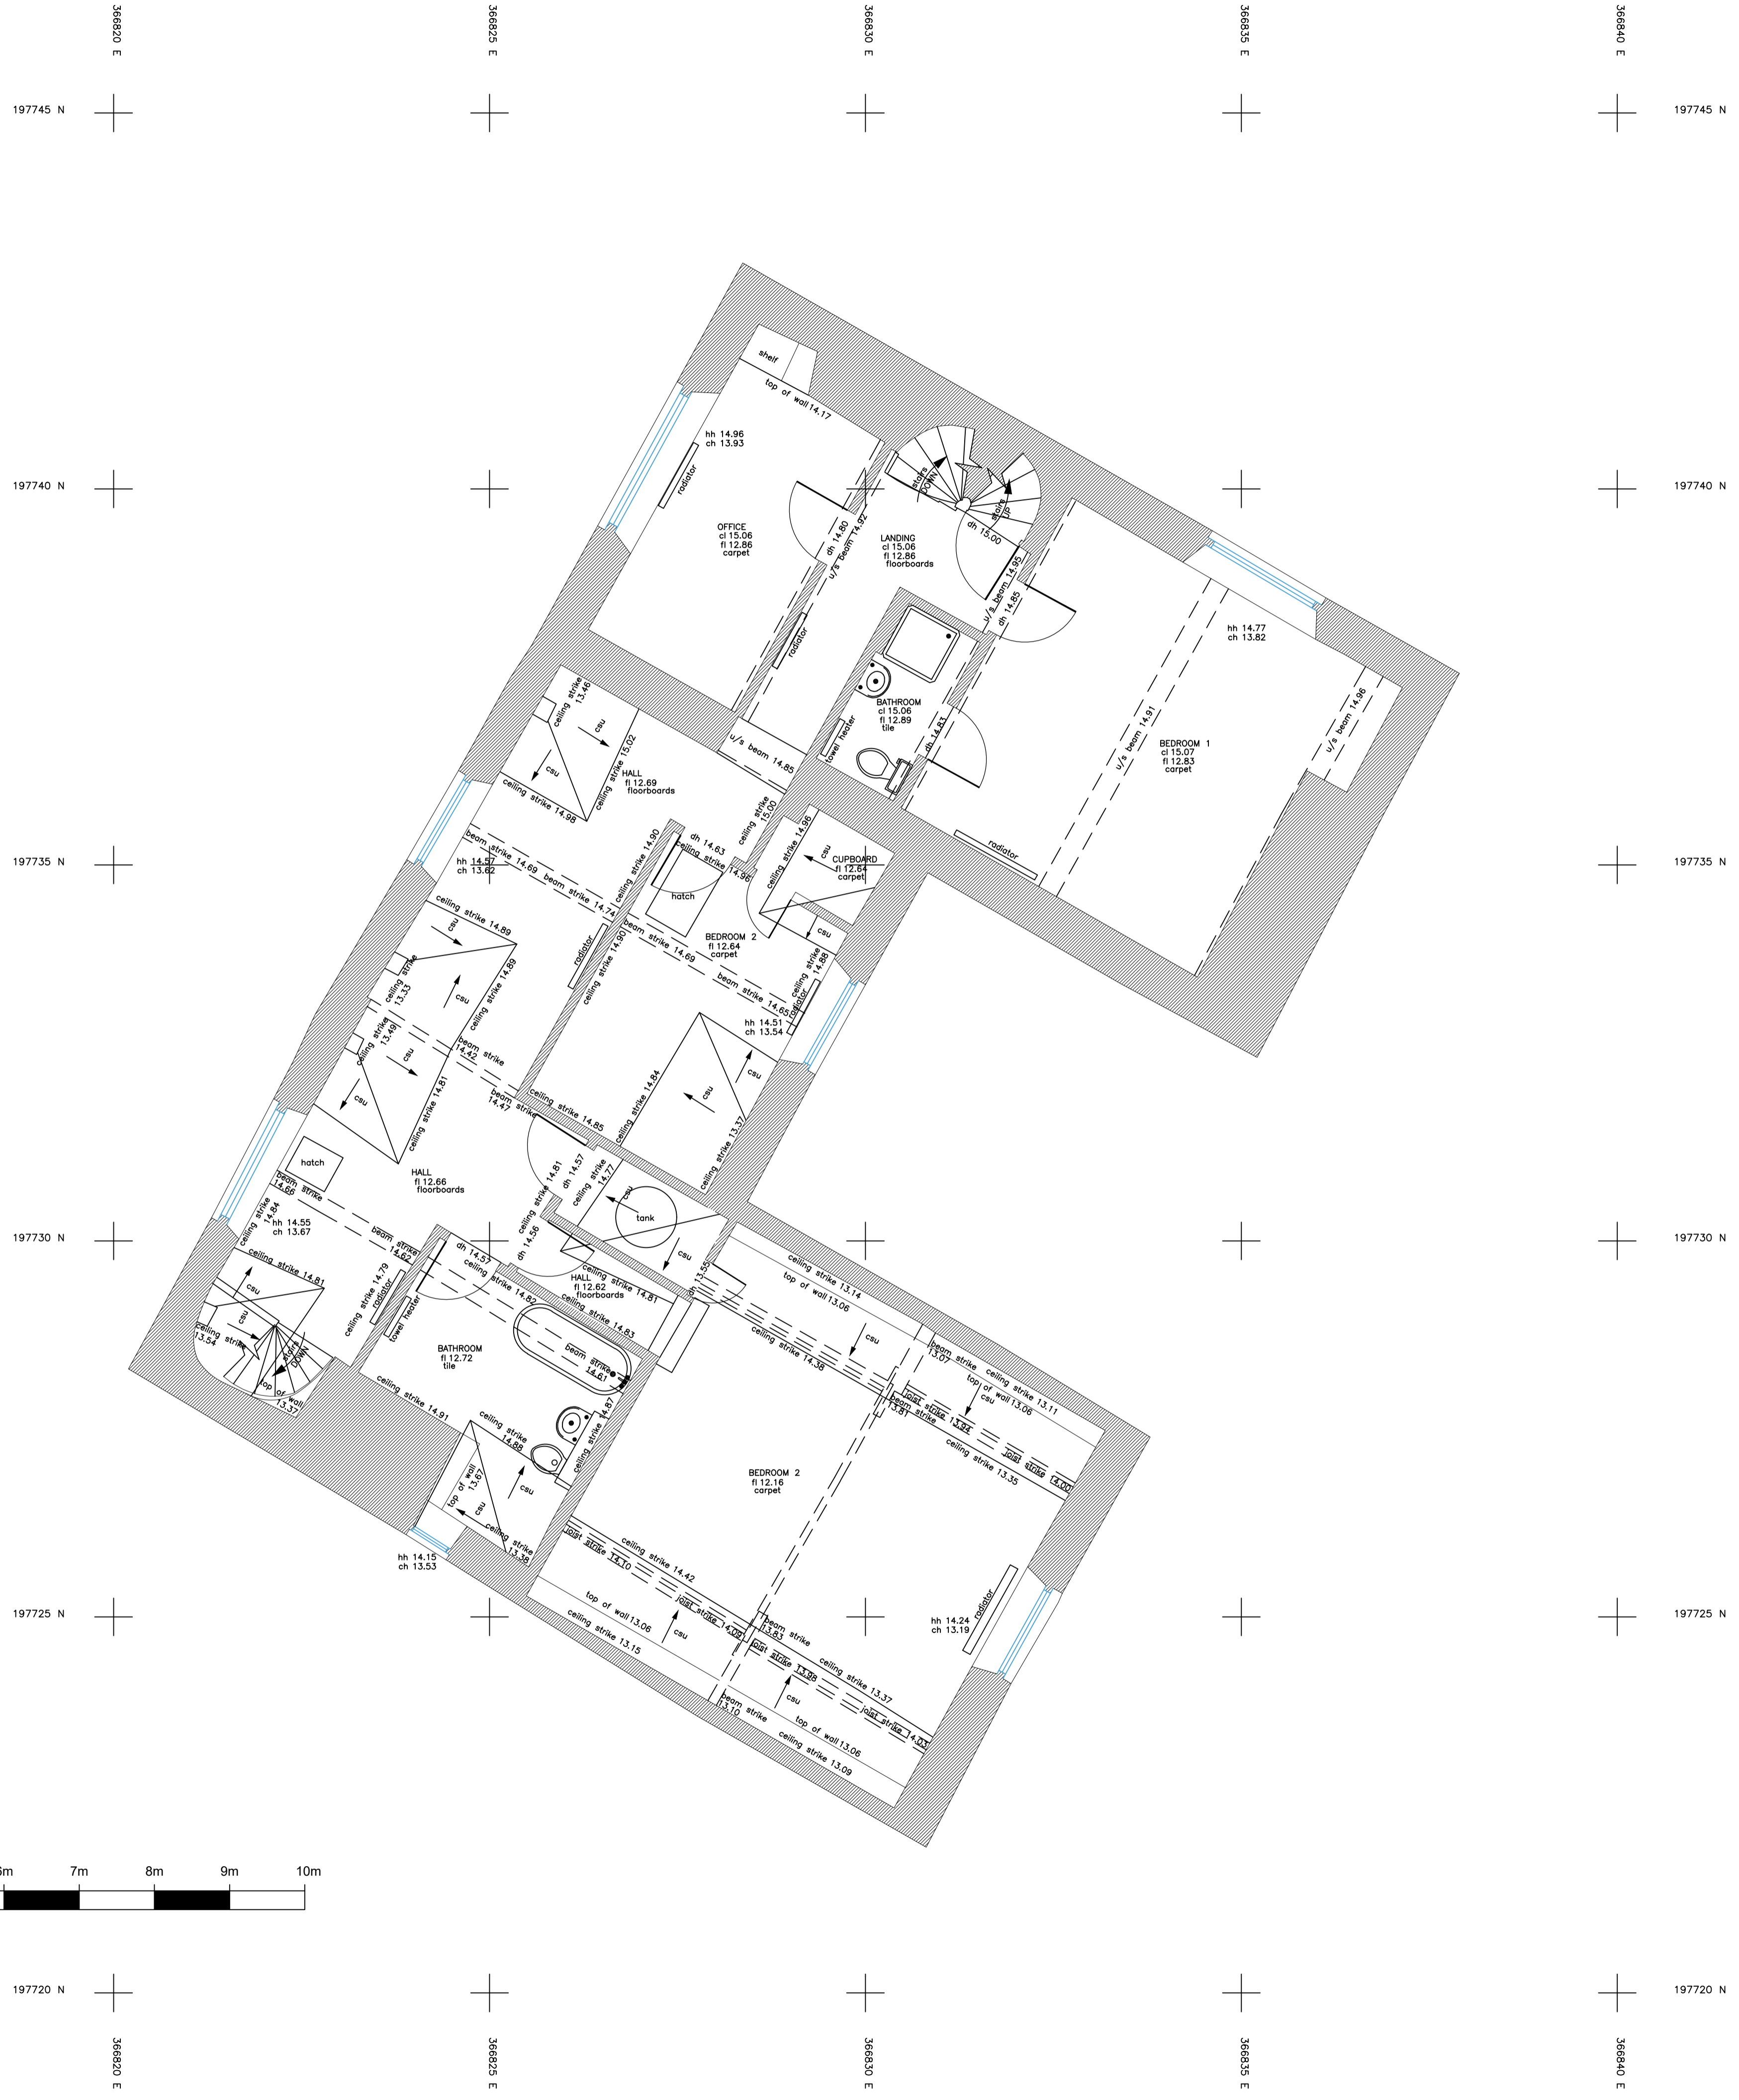 366820 E
366825 E
366830 E
366835 E
366840 E
197745 N
197745 N
shelf
top of wall 14.17
hh 14.96
ch 13.93
radiator
stairs
DOWN
stairs
UP
197740 N
197740 N
OFFICE
cl 15.06
fl 12.86
carpet
dh 14.80
u/s beam 14.92
LANDING
cl 15.06
fl 12.86
floorboards
dh 15.00
u/s beam 14.95
dh 14.85
hh 14.77
ch 13.82
radiator
BATHROOM
cl 15.06
fl 12.89
tile
towel heater
dh 14.83
u/s beam 14.91
u/s beam 14.96
BEDROOM 1
cl 15.07
fl 12.83
carpet
radiator
ceiling strike
13.46
csu
csu
ceiling strike 15.02
ceiling strike 14.98
u/s beam 14.85
HALL
fl 12.69
floorboards
ceiling strike
15.00
197735 N
197735 N
hh 14.57
ch 13.62
beam strike 14.69
beam strike 14.74
ceiling strike 14.90
dh 14.63
ceiling strike
14.96
hatch
ceiling strike 14.96
csu
CUPBOARD
fl 12.64
carpet
csu
ceiling strike
14.88
ceiling strike 14.89
csu
ceiling strike
13.33
csu
ceiling strike 14.89
radiator
ceiling strike 14.90
BEDROOM 2
fl 12.64
carpet
beam strike 14.69
beam strike 14.65
radiator
hh 14.51
ch 13.54
ceiling strike
13.49
csu
csu
ceiling strike 14.81
beam strike
14.42
beam strike
14.47
ceiling strike 14.85
ceiling strike 14.84
csu
csu
ceiling strike 13.37
hatch
HALL
fl 12.66
floorboards
beam strike
14.66
ceiling strike
14.84
hh 14.55
ch 13.67
ceiling strike 14.81
dh 14.57
ceiling strike
14.77
csu
tank
csu
197730 N
197730 N
beam strike
14.62
dh 14.57
ceiling strike 14.82
dh 14.56
HALL
fl 12.62
floorboards
ceiling strike 14.81
ceiling strike 14.83
dh 13.55
ceiling strike 13.14
top of wall 13.06
csu
ceiling strike 14.81
csu
csu
ceiling strike
13.54
stairs
DOWN
top of wall
13.37
ceiling strike 14.79
radiator
towel heater
BATHROOM
fl 12.72
tile
beam strike
14.61
ceiling strike 14.91
ceiling strike
14.88
ceiling strike 14.87
top of wall
13.67
csu
csu
ceiling strike
13.38
hh 14.15
ch 13.53
ceiling strike 14.38
beam strike
13.07
ceiling strike 13.11
top of wall 13.06
csu
beam strike
13.81
joist strike 13.94
joist strike 14.00
ceiling strike 13.35
BEDROOM 2
fl 12.16
carpet
ceiling strike 14.42
joist strike 14.10
joist strike 14.09
top of wall 13.06
ceiling strike 13.15
csu
197725 N
197725 N
hh 14.24
ch 13.19
radiator
beam strike
13.83
joist strike 13.98
ceiling strike 13.37
joist strike 14.03
csu
beam strike
13.10
top of wall 13.06
ceiling strike 13.09
7m
8m
9m
10m
197720 N
197720 N
366820 E
366825 E
366830 E
366835 E
366840 E